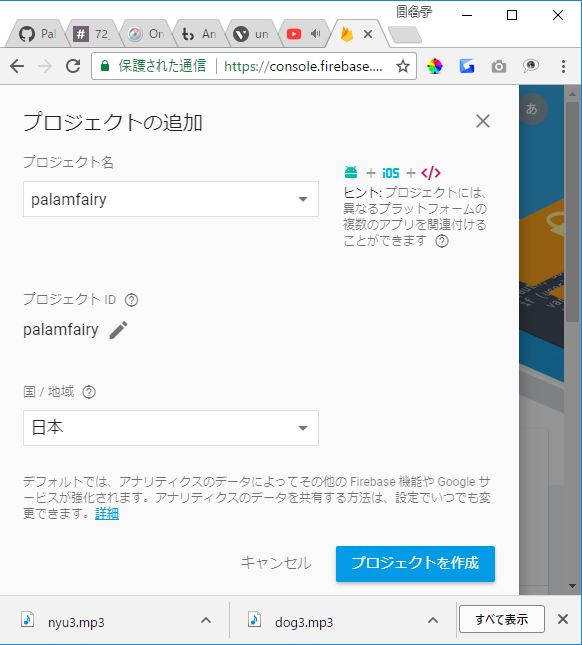 日名子
Pal
72,
On
An
un
保護された通信
https://console.firebase....
プロジェクトの追加
あ
プロジェクト名
palamfairy
+ iOS + </>
ヒント: プロジェクトには、
異なるプラットフォームの
複数のアプリを関連付ける
ことができます
プロジェクト ID
palamfairy
国 / 地域
日本
デフォルトでは、アナリティクスのデータによってその他の Firebase 機能や Google サ
ービスが強化されます。アナリティクスのデータを共有する方法は、設定でいつでも変
更できます。詳細
キャンセル
プロジェクトを作成
nyu3.mp3
dog3.mp3
すべて表示